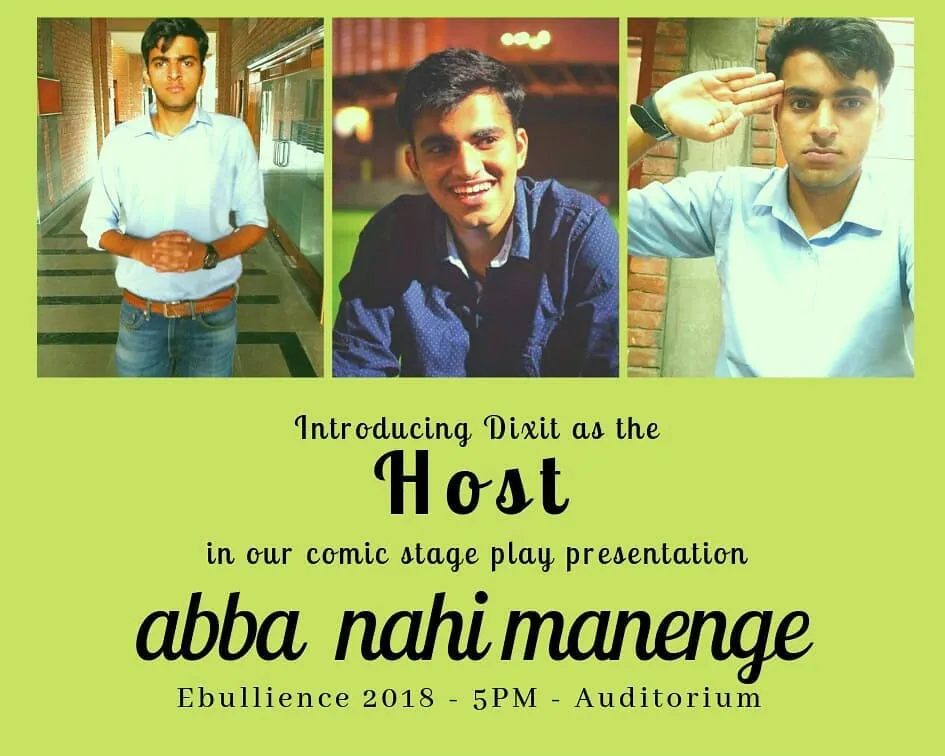 Introducing Dixit as the
Host
in our comic stage play presentation
abba nahi manenge
Ebullience 2018 - 5PM - Auditorium